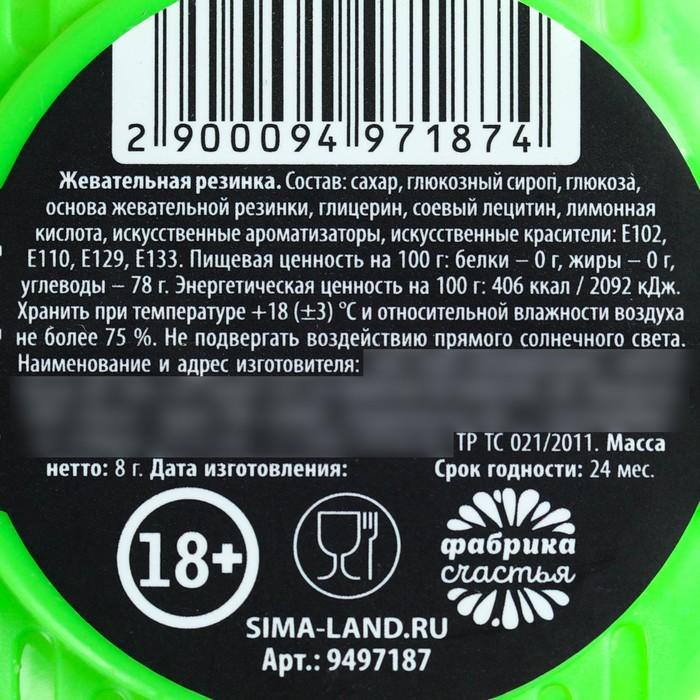 2 900094 971874
Жевательная резинка. Состав: сахар, глюкозный сироп, глюкоза,
основа жевательной резинки, глицерин, соевый лецитин, лимонная
кислота, искусственные ароматизаторы, искусственные красители: Е102,
Е110, Е129, Е133. Пищевая ценность на 100 г: белки – 0 г, жиры – 0 г,
углеводы – 78 г. Энергетическая ценность на 100 г: 406 ккал / 2092 кДж.
Хранить при температуре +18 (±3) °С и относительной влажности воздуха
не более 75 %. Не подвергать воздействию прямого солнечного света.
Наименование и адрес изготовителя:
ТР ТС 021/2011. Масса
нетто: 8 г. Дата изготовления: Срок годности: 24 мес.
18+
фабрика
счастья
SIMA-LAND.RU
Арт.: 9497187